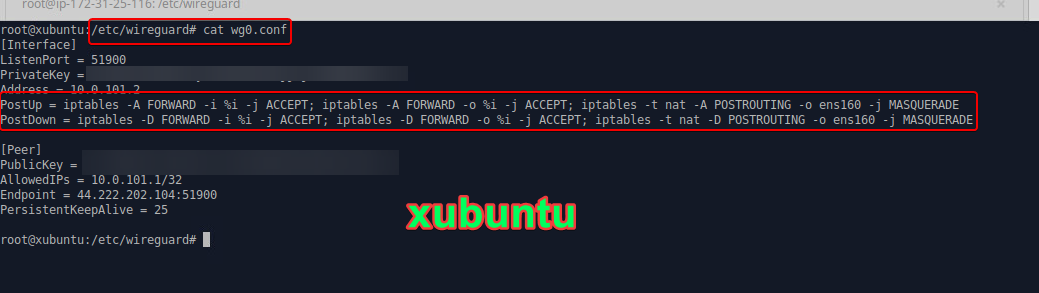 root@ip-172-31-25-116: /etc/wireguard
root@xubuntu:/etc/wireguard# cat wg0.conf
[Interface]
ListenPort = 51900
PrivateKey =
Address = 10.0.101.2
PostUp = iptables -A FORWARD -i %i -j ACCEPT; iptables -A FORWARD -o %i -j ACCEPT; iptables -t nat -A POSTROUTING -o ens160 -j MASQUERADE
PostDown = iptables -D FORWARD -i %i -j ACCEPT; iptables -D FORWARD -o %i -j ACCEPT; iptables -t nat -D POSTROUTING -o ens160 -j MASQUERADE
[Peer]
PublicKey =
AllowedIPs = 10.0.101.1/32
Endpoint = 44.222.202.104:51900
PersistentKeepAlive = 25
xubuntu
root@xubuntu:/etc/wireguard#